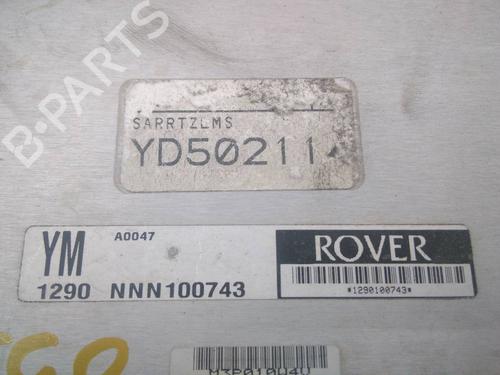 B-PARTS
SARRTZLMS
YD50211
YM A0047
1290 NNN100743
ROVER
*1290100743*